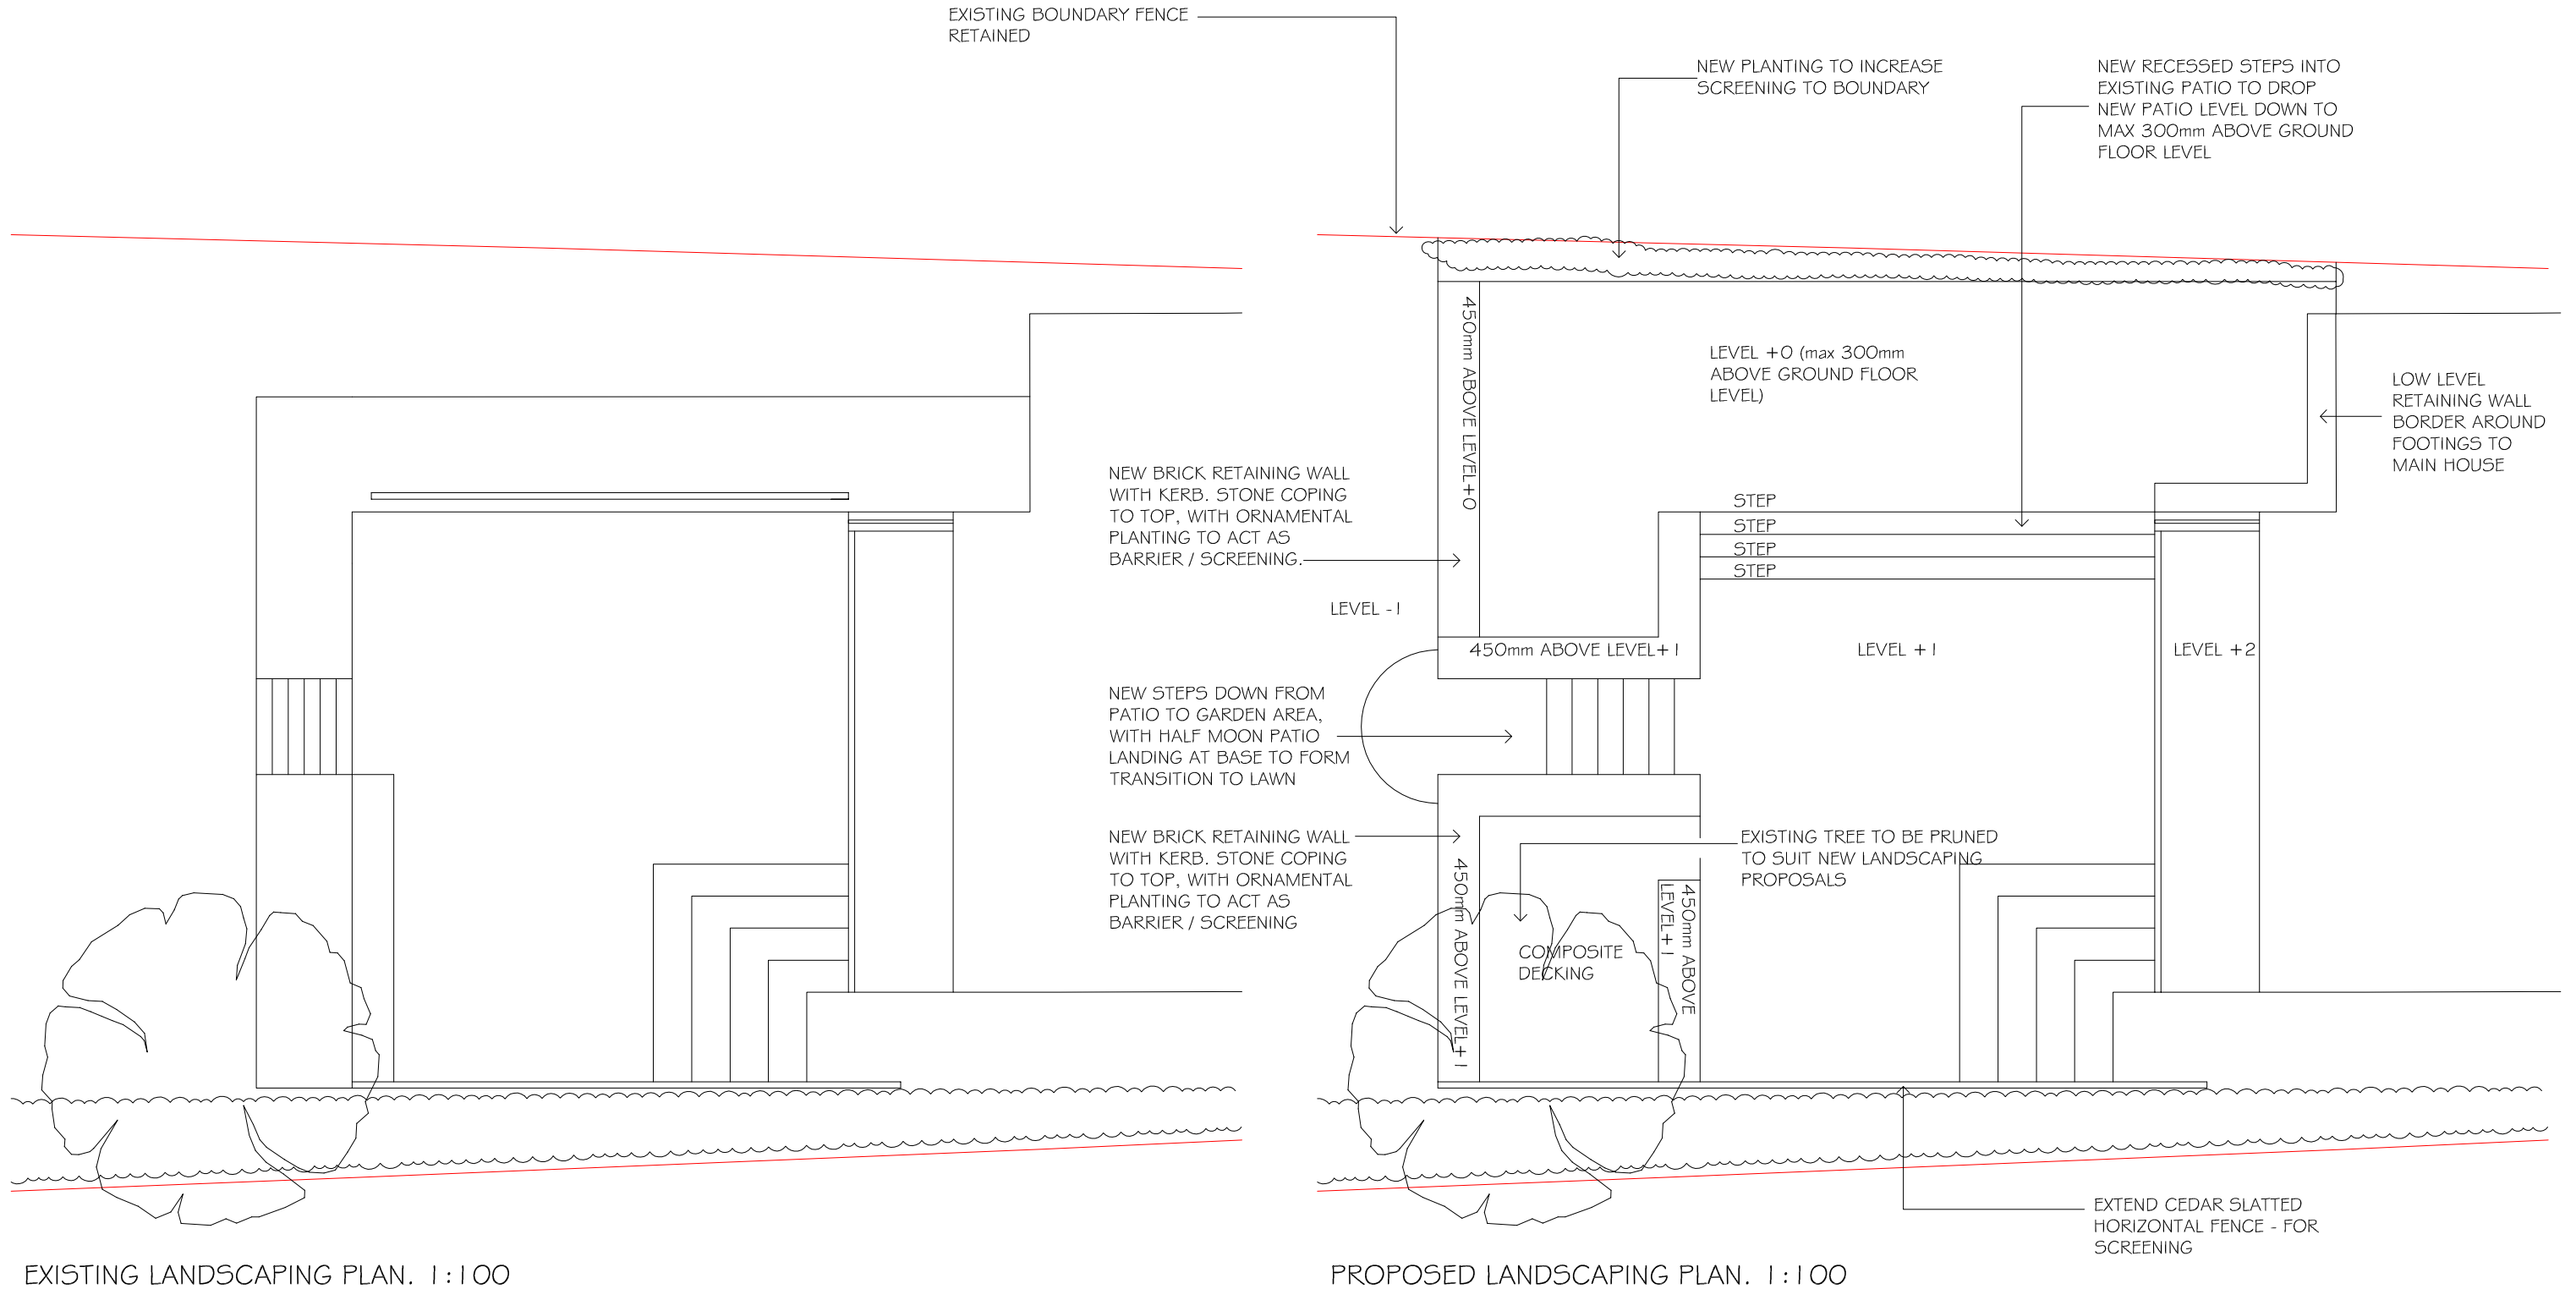 EXISTING BOUNDARY FENCE
RETAINED
NEW PLANTING TO INCREASE
SCREENING TO BOUNDARY
NEW RECESSED STEPS INTO
EXISTING PATIO TO DROP
NEW PATIO LEVEL DOWN TO
MAX 300mm ABOVE GROUND
FLOOR LEVEL
450mm ABOVE LEVEL+0
LEVEL +0 (max 300mm
ABOVE GROUND FLOOR
LEVEL)
LOW LEVEL
RETAINING WALL
BORDER AROUND
FOOTINGS TO
MAIN HOUSE
NEW BRICK RETAINING WALL
WITH KERB. STONE COPING
TO TOP, WITH ORNAMENTAL
PLANTING TO ACT AS
BARRIER / SCREENING.
STEP
STEP
STEP
STEP
LEVEL -1
450mm ABOVE LEVEL+1
LEVEL +1
LEVEL +2
NEW STEPS DOWN FROM
PATIO TO GARDEN AREA,
WITH HALF MOON PATIO
LANDING AT BASE TO FORM
TRANSITION TO LAWN
NEW BRICK RETAINING WALL
WITH KERB. STONE COPING
TO TOP, WITH ORNAMENTAL
PLANTING TO ACT AS
BARRIER / SCREENING
EXISTING TREE TO BE PRUNED
TO SUIT NEW LANDSCAPING
PROPOSALS
450mm ABOVE LEVEL+1
COMPOSITE
DECKING
450mm ABOVE
LEVEL+1
EXTEND CEDAR SLATTED
HORIZONTAL FENCE - FOR
SCREENING
EXISTING LANDSCAPING PLAN. 1:100
PROPOSED LANDSCAPING PLAN. 1:100